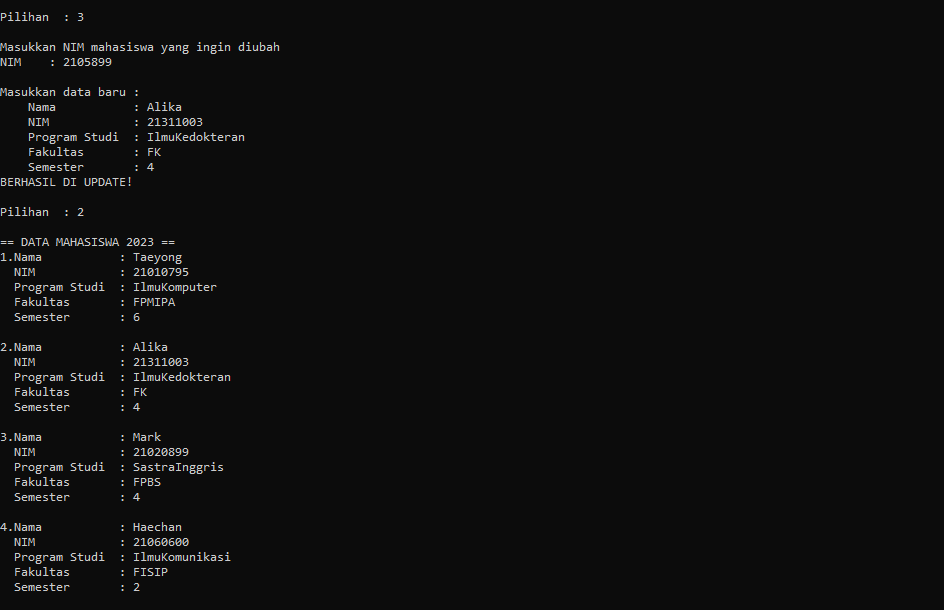 Pilihan  : 3
Masukkan NIM mahasiswa yang ingin diubah
NIM    : 2105899
Masukkan data baru :
    Nama           : Alika
    NIM            : 21311003
    Program Studi  : IlmuKedokteran
    Fakultas       : FK
    Semester       : 4
BERHASIL DI UPDATE!
Pilihan  : 2
== DATA MAHASISWA 2023 ==
1.Nama           : Taeyong
  NIM            : 21010795
  Program Studi  : IlmuKomputer
  Fakultas       : FPMIPA
  Semester       : 6
2.Nama           : Alika
  NIM            : 21311003
  Program Studi  : IlmuKedokteran
  Fakultas       : FK
  Semester       : 4
3.Nama           : Mark
  NIM            : 21020899
  Program Studi  : SastraInggris
  Fakultas       : FPBS
  Semester       : 4
4.Nama           : Haechan
  NIM            : 21060600
  Program Studi  : IlmuKomunikasi
  Fakultas       : FISIP
  Semester       : 2